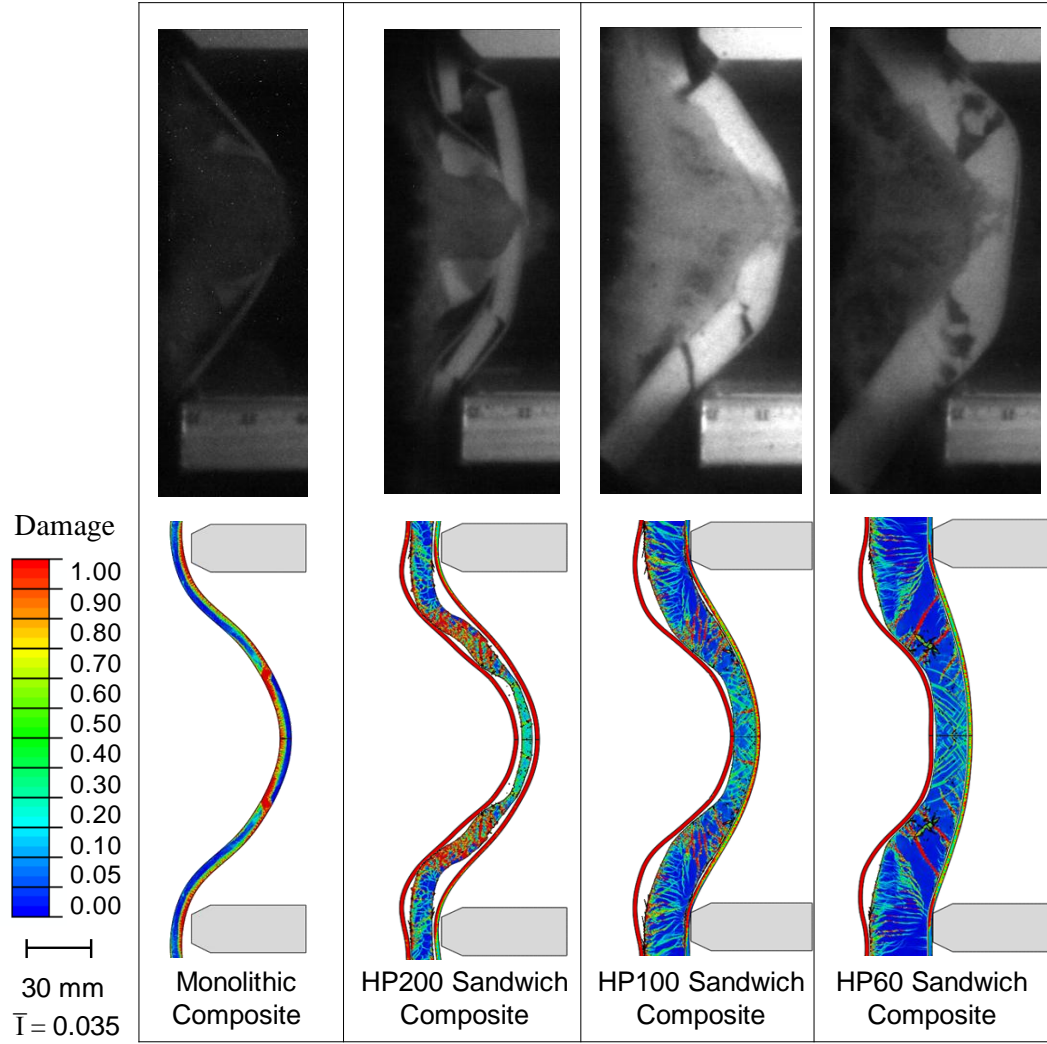 Damage
1.00
0.90
0.80
0.70
0.60
0.50
0.40
0.30
0.20
0.10
0.05
0.00
30 mm
Ī = 0.035
Monolithic
Composite
HP200 Sandwich
Composite
HP100 Sandwich
Composite
HP60 Sandwich
Composite